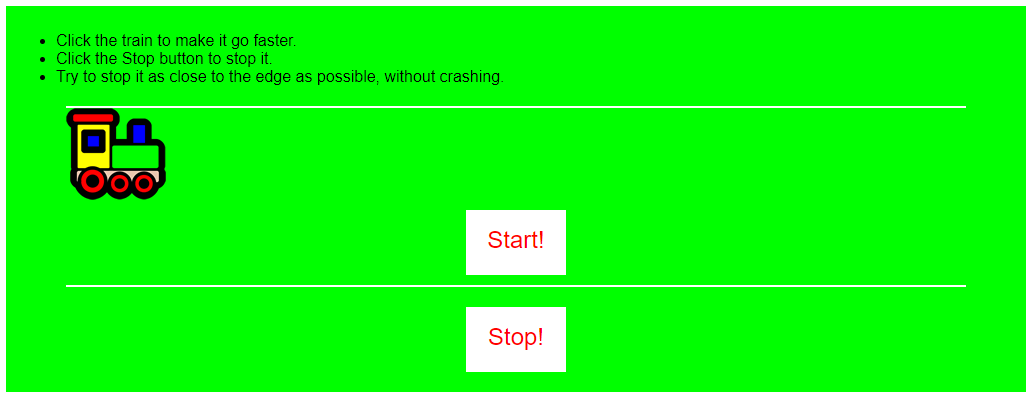 Click the train to make it go faster.
Click the Stop button to stop it.
Try to stop it as close to the edge as possible, without crashing.
Start!
Stop!